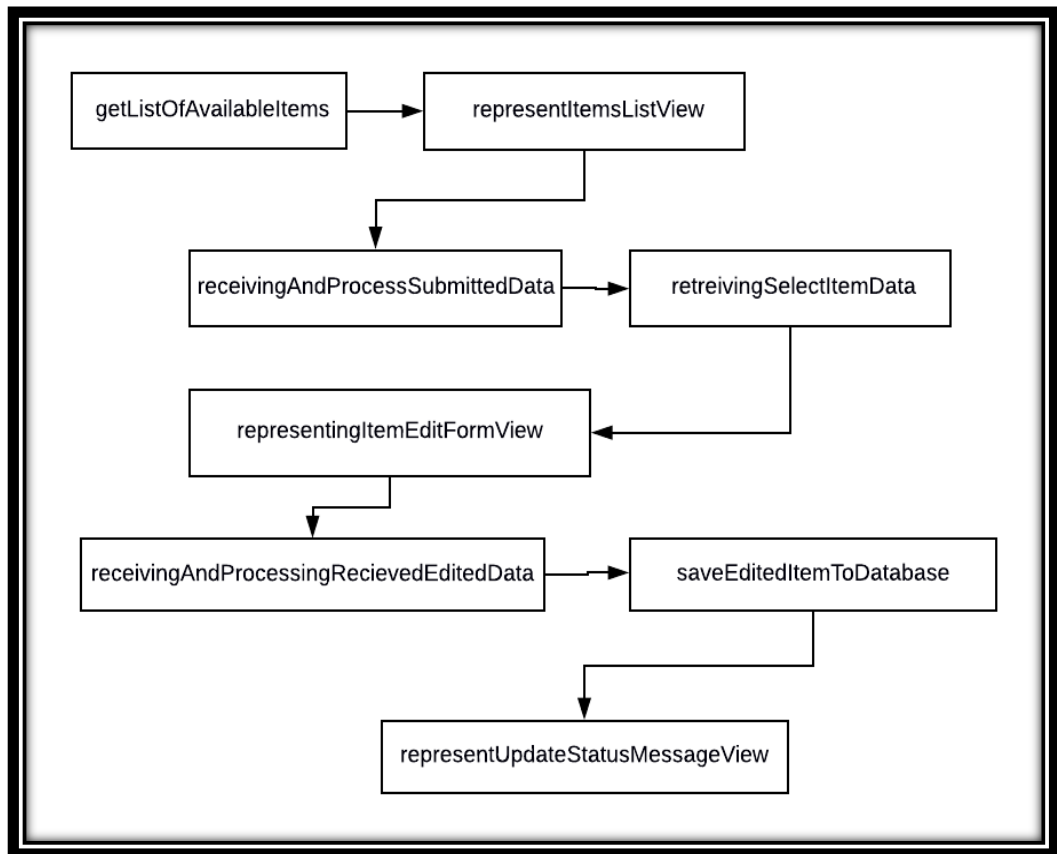 getListOfAvailableItems
representItemsListView
receivingAndProcessSubmittedData
retreivingSelectItemData
representingItemEditFormView
receivingAndProcessingRecievedEditedData
saveEditedItemToDatabase
representUpdateStatusMessageView